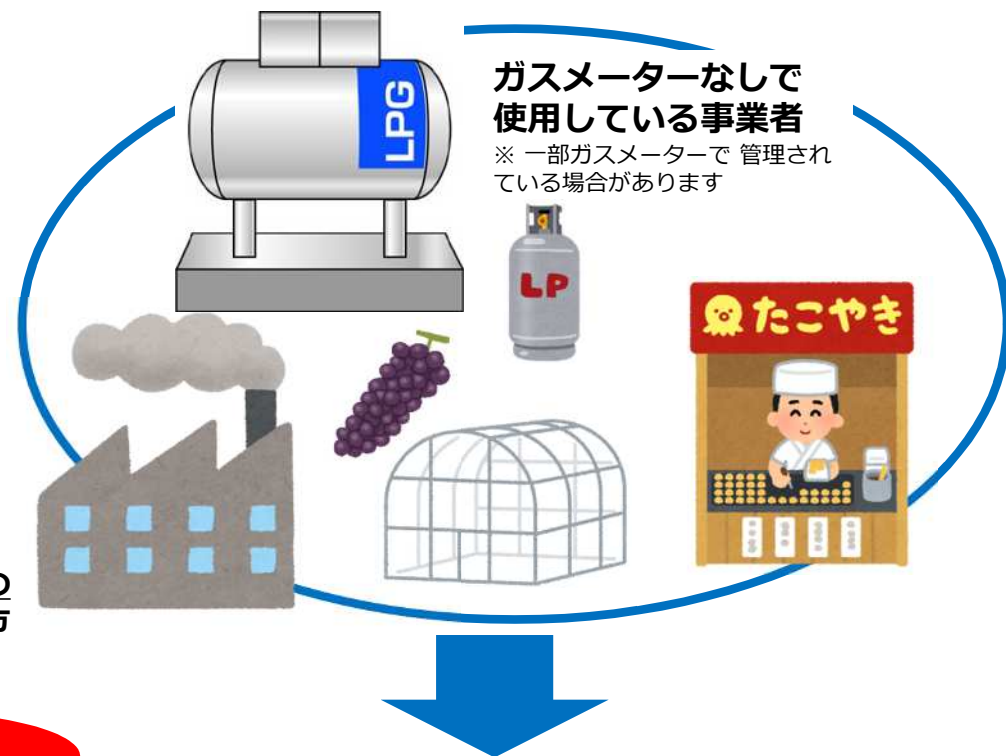 LPG
ガスメーターなしで
使用している事業者
※ 一部ガスメーターで 管理され
ている場合があります
LP
たこやき
の